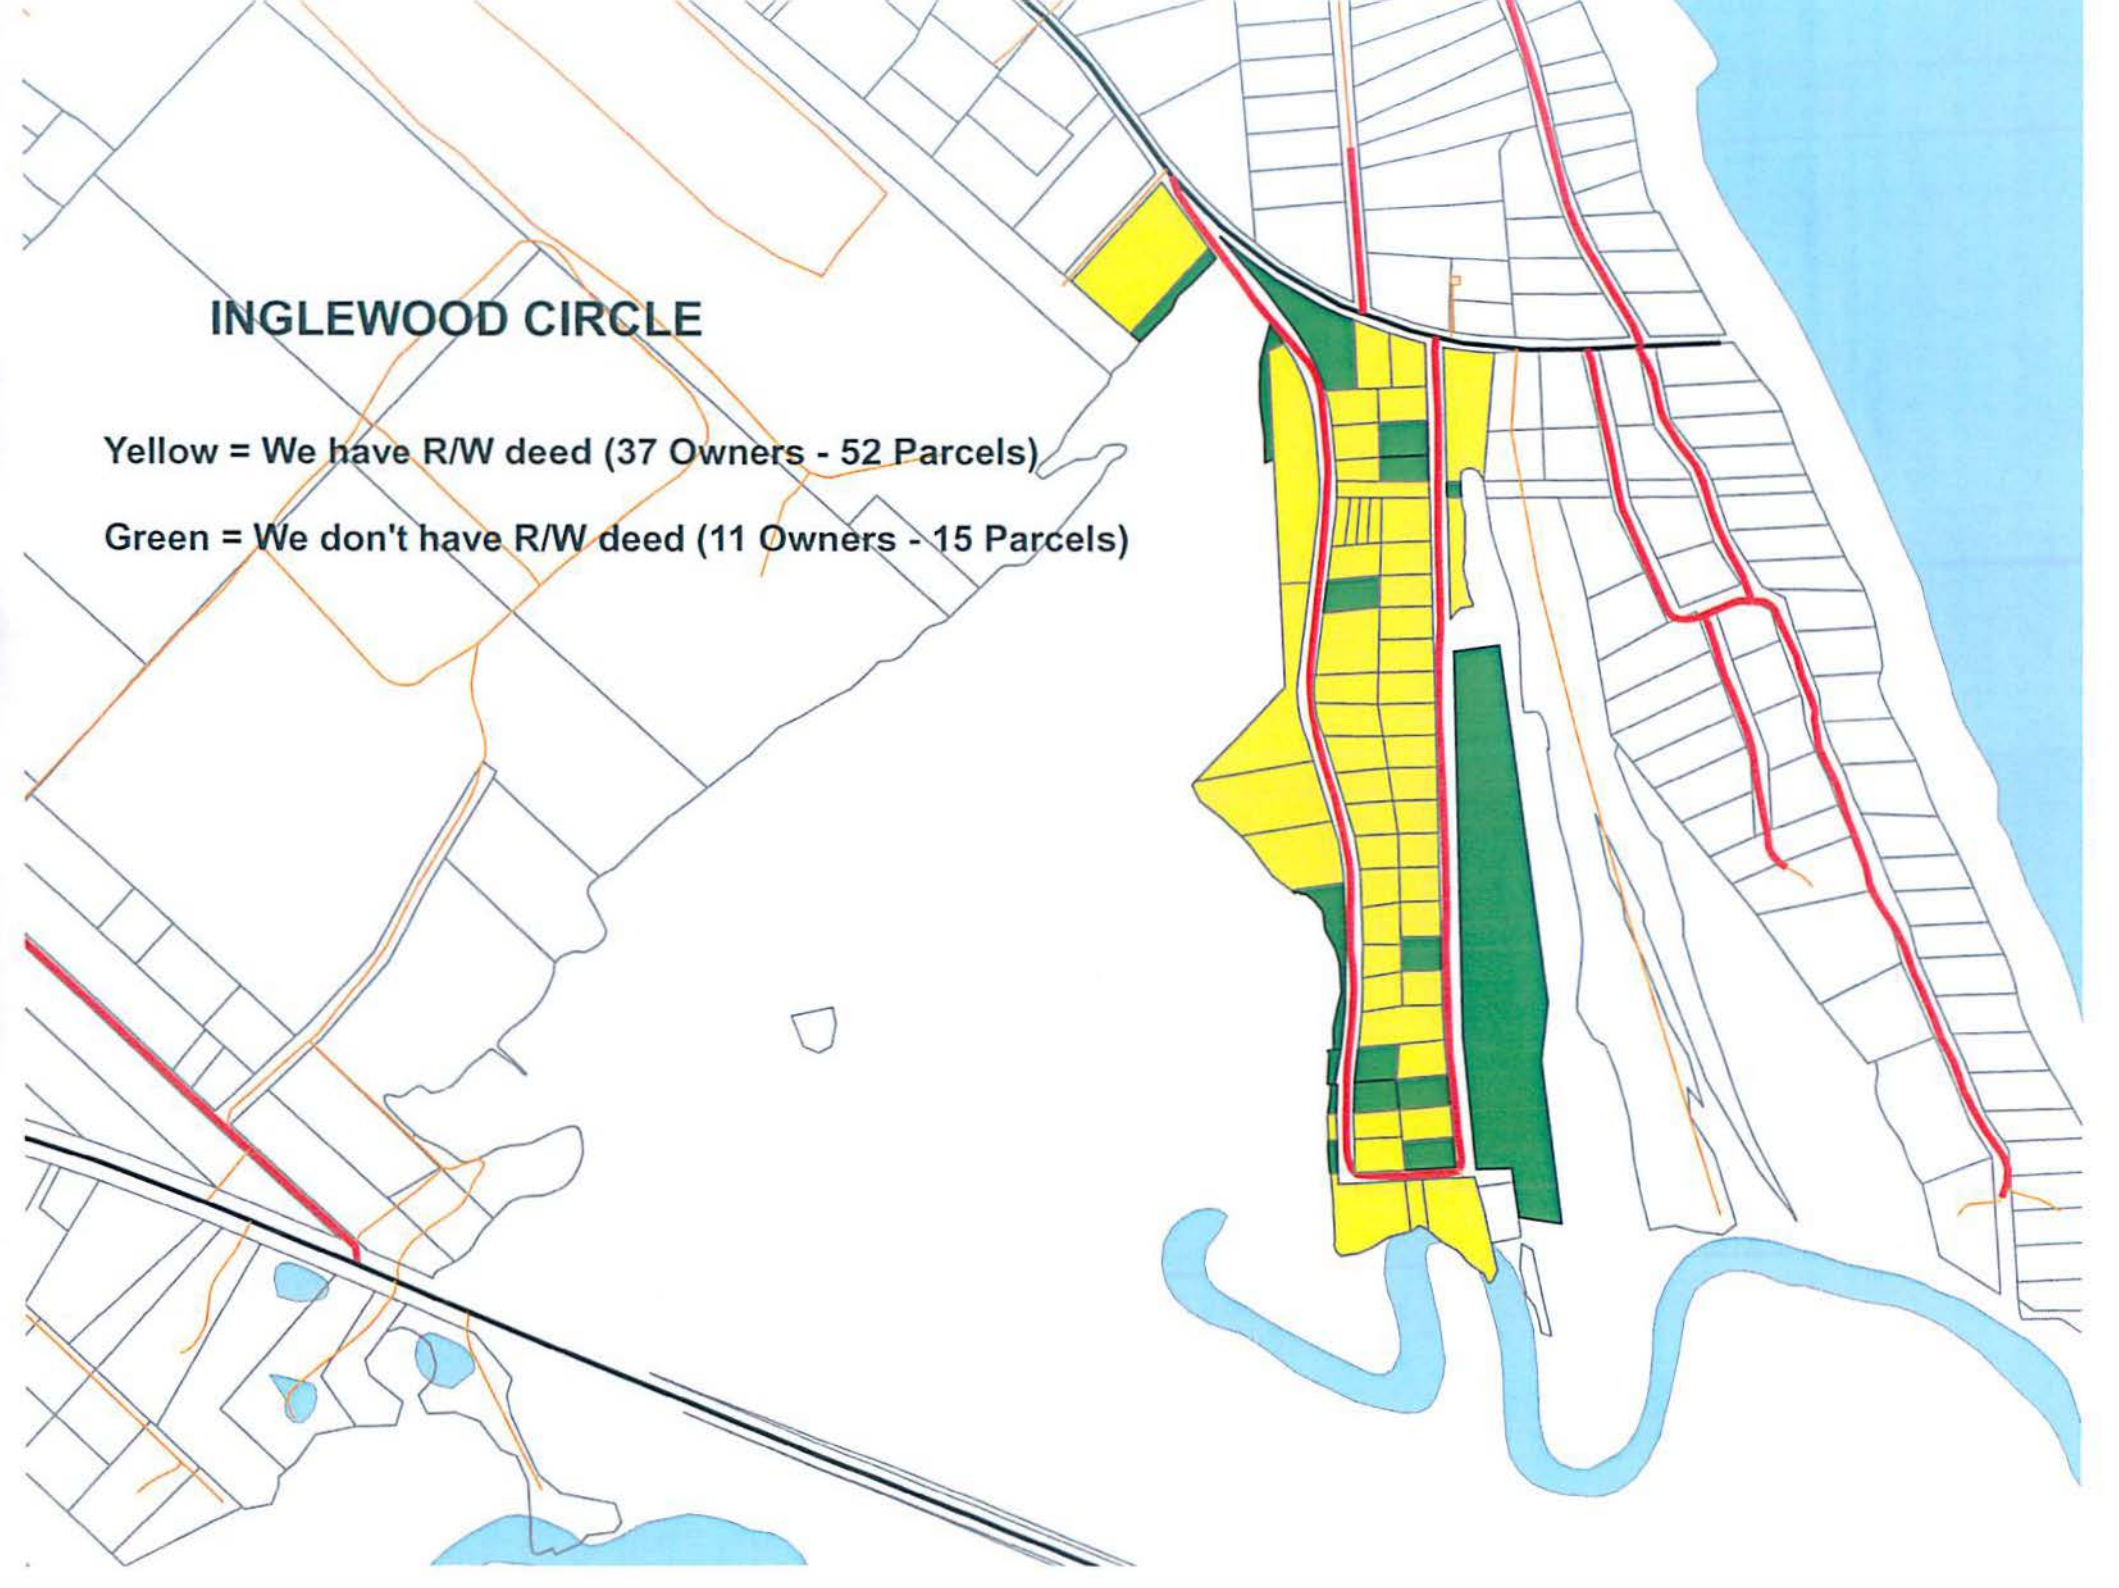 INGLEWOOD CIRCLE
Yellow = We have R/W deed (37 Owners - 52 Parcels)
Green = We don't have R/W deed (11 Owners - 15 Parcels)